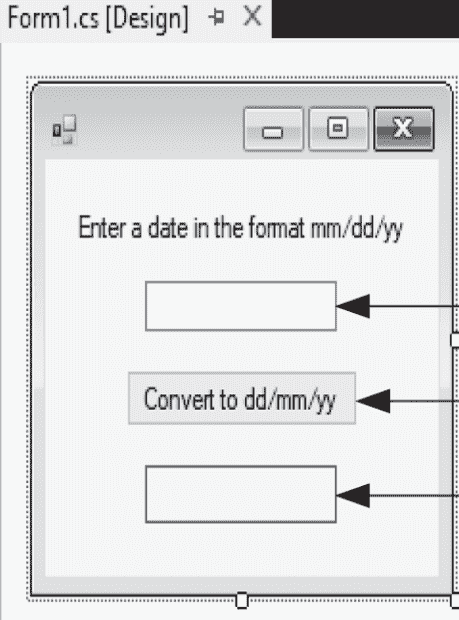 Form1.cs [Design]
Enter a date in the format mm/dd/yy
Convert to dd/mm/yy